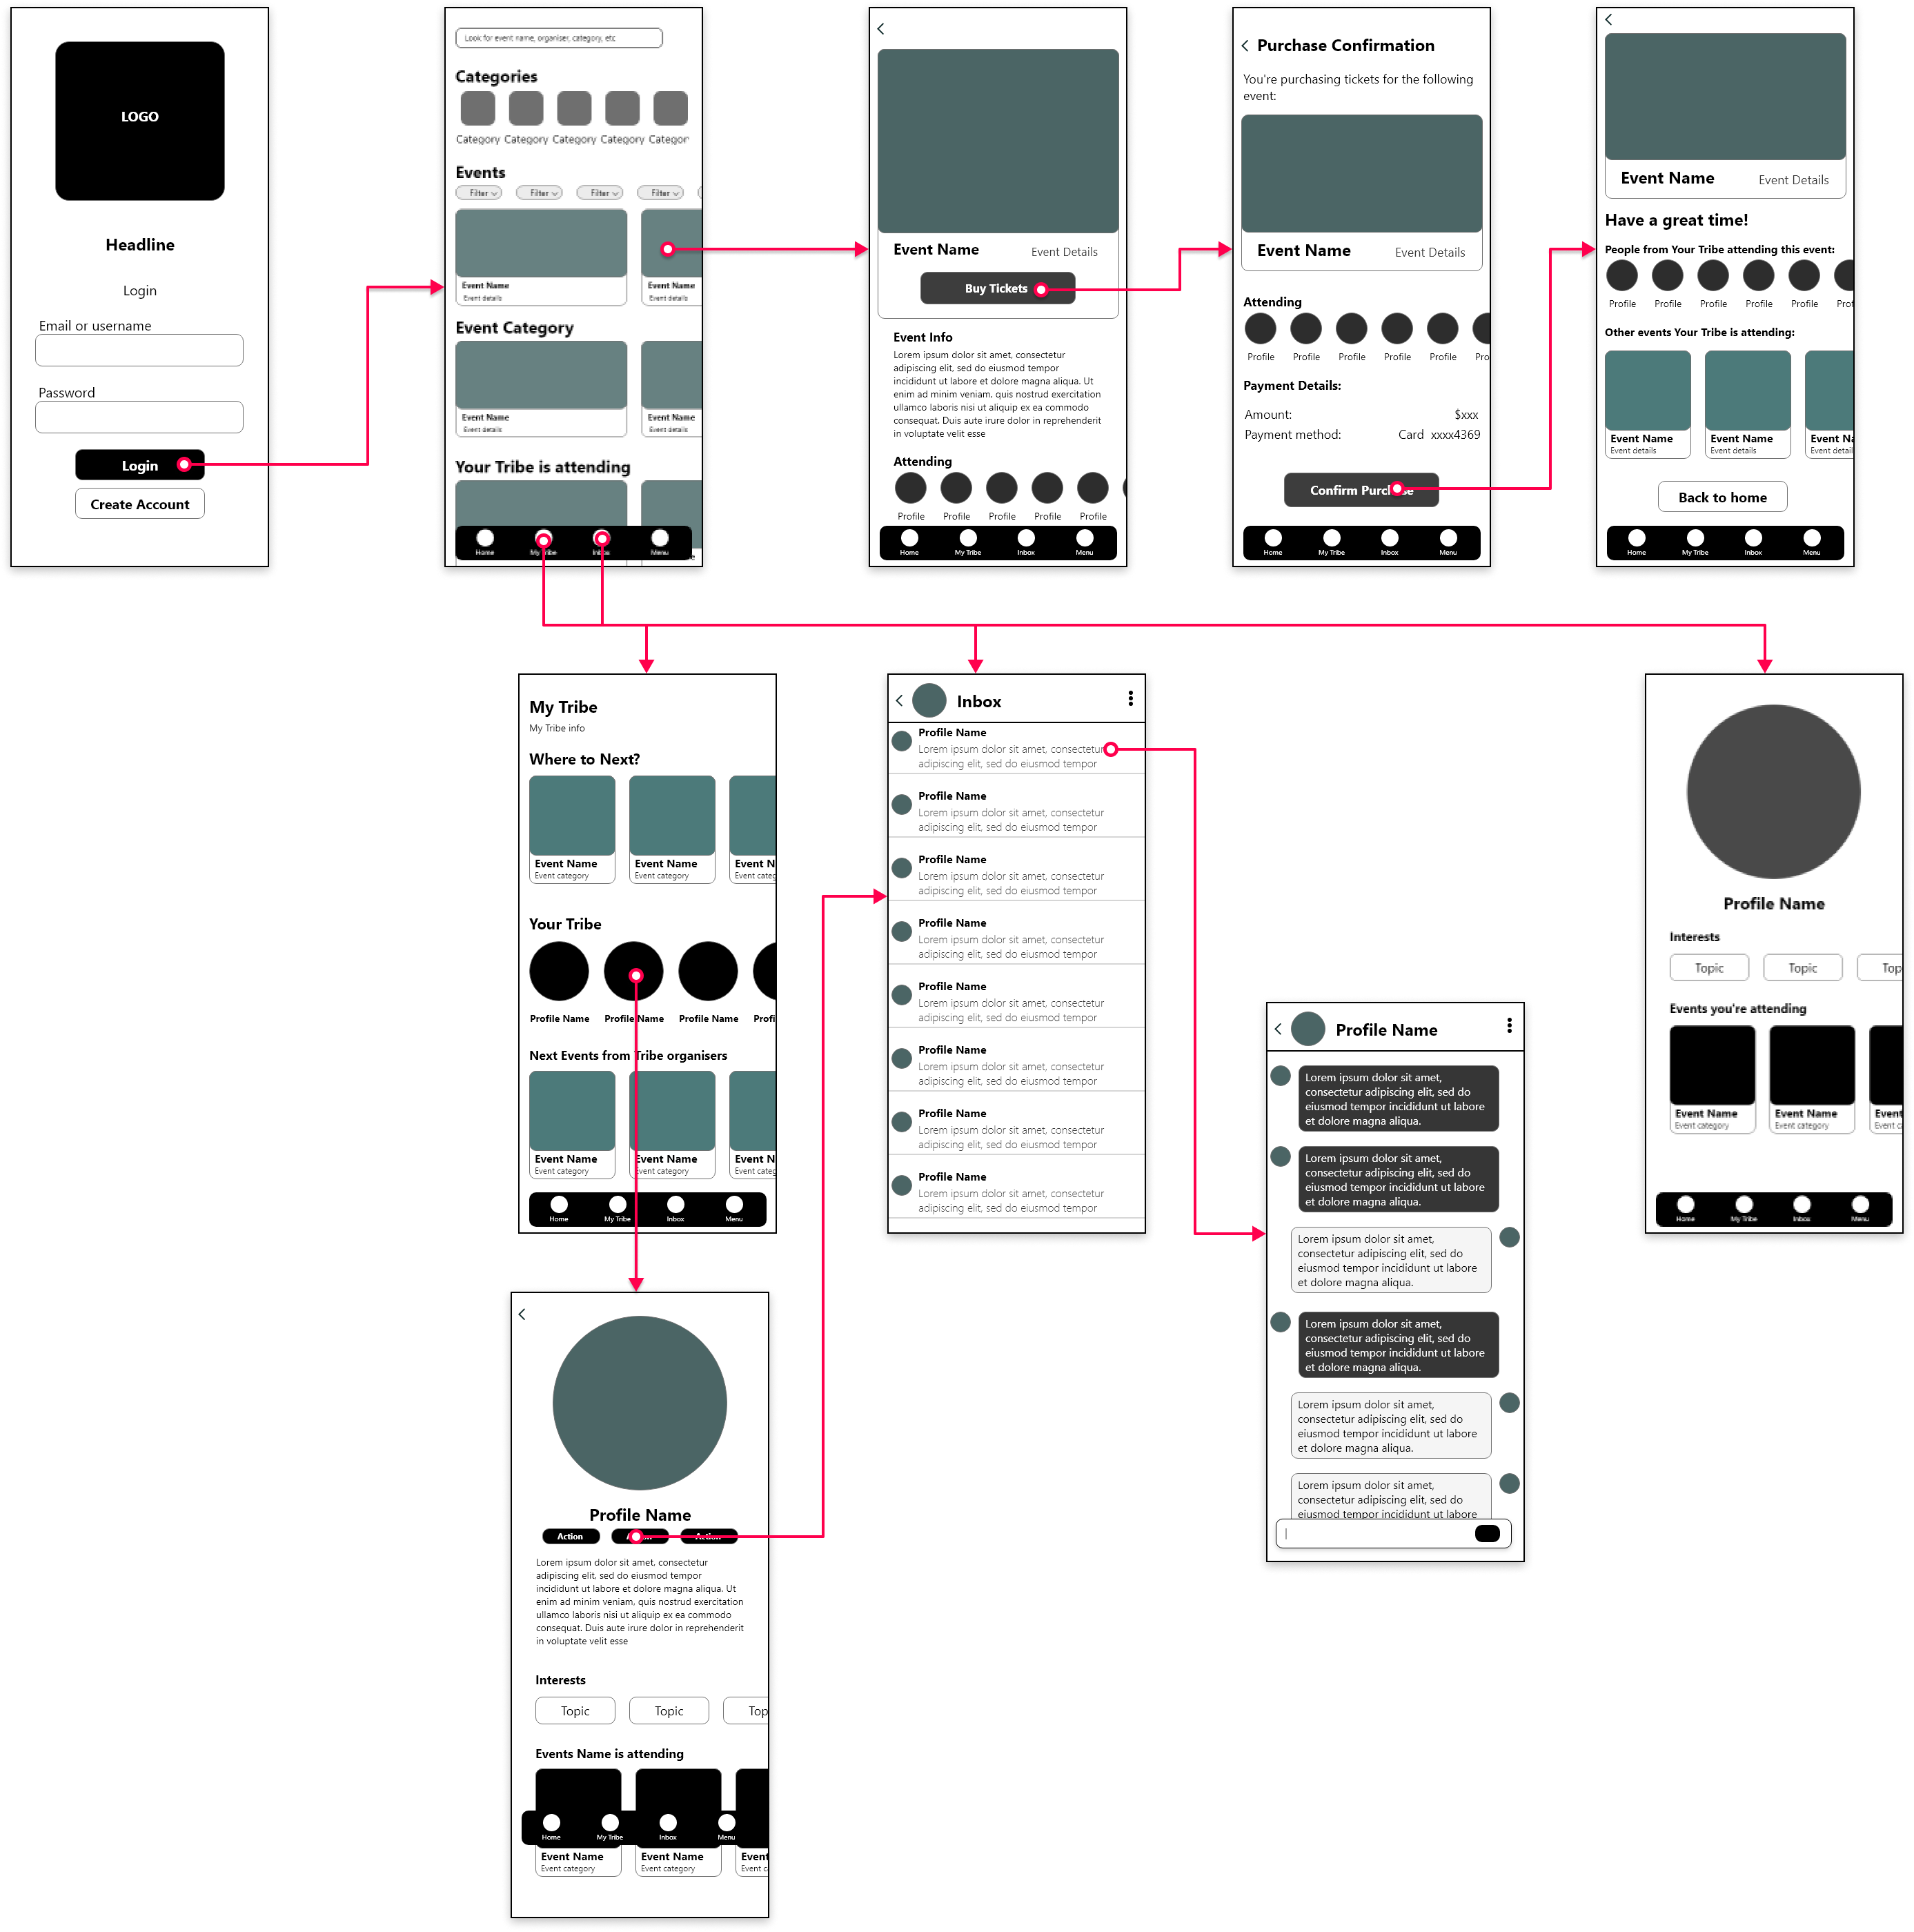 LOGO
Headline
Login
Email or username
Password
Login
Create Account
Look for event name, organiser, category, etc
Categories
Category Category Category Category Categor
Events
Filter Filter Filter Filter
Event Name Event Name
Event details Event details
Event Category
Event Name Event Name
Event details Event details
Your Tribe is attending
Home My Tribe Inbox Menu
Event Name Event Details
Buy Tickets
Event Info
Lorem ipsum dolor sit amet, consectetur
adipiscing elit, sed do eiusmod tempor
incididunt ut labore et dolore magna aliqua. Ut
enim ad minim veniam, quis nostrud exercitation
ullamco laboris nisi ut aliquip ex ea commodo
consequat. Duis aute irure dolor in reprehenderit
in voluptate velit esse
Attending
Profile Profile Profile Profile Profile
Home My Tribe Inbox Menu
Purchase Confirmation
You're purchasing tickets for the following
event:
Event Name Event Details
Attending
Profile Profile Profile Profile Profile Pro
Payment Details:
Amount: $xxx
Payment method: Card xxxx4369
Confirm Purchase
Home My Tribe Inbox Menu
Event Name Event Details
Have a great time!
People from Your Tribe attending this event:
Profile Profile Profile Profile Profile Prof
Other events Your Tribe is attending:
Event Name Event Name Event Na
Event details Event details Event detail
Back to home
Home My Tribe Inbox Menu
My Tribe
My Tribe info
Where to Next?
Event Name Event Name Event N
Event category Event category Event cate
Your Tribe
Profile Name Profile Name Profile Name Profi
Next Events from Tribe organisers
Event Name Event Name Event N
Event category Event category Event cate
Home My Tribe Inbox Menu
Inbox
Profile Name
Lorem ipsum dolor sit amet, consectetur
adipiscing elit, sed do eiusmod tempor
Profile Name
Lorem ipsum dolor sit amet, consectetur
adipiscing elit, sed do eiusmod tempor
Profile Name
Lorem ipsum dolor sit amet, consectetur
adipiscing elit, sed do eiusmod tempor
Profile Name
Lorem ipsum dolor sit amet, consectetur
adipiscing elit, sed do eiusmod tempor
Profile Name
Lorem ipsum dolor sit amet, consectetur
adipiscing elit, sed do eiusmod tempor
Profile Name
Lorem ipsum dolor sit amet, consectetur
adipiscing elit, sed do eiusmod tempor
Profile Name
Lorem ipsum dolor sit amet, consectetur
adipiscing elit, sed do eiusmod tempor
Profile Name
Lorem ipsum dolor sit amet, consectetur
adipiscing elit, sed do eiusmod tempor
Profile Name
Interests
Topic Topic Top
Events you're attending
Event Name Event Name Event
Event category Event category Event c
Home My Tribe Inbox Menu
Profile Name
Lorem ipsum dolor sit amet,
consectetur adipiscing elit, sed do
eiusmod tempor incididunt ut labore
et dolore magna aliqua.
Lorem ipsum dolor sit amet,
consectetur adipiscing elit, sed do
eiusmod tempor incididunt ut labore
et dolore magna aliqua.
Lorem ipsum dolor sit amet,
consectetur adipiscing elit, sed do
eiusmod tempor incididunt ut labore
et dolore magna aliqua.
Lorem ipsum dolor sit amet,
consectetur adipiscing elit, sed do
eiusmod tempor incididunt ut labore
et dolore magna aliqua.
Lorem ipsum dolor sit amet,
consectetur adipiscing elit, sed do
eiusmod tempor incididunt ut labore
et dolore magna aliqua.
Lorem ipsum dolor sit amet,
consectetur adipiscing elit, sed do
eiusmod tempor incididunt ut labore
Profile Name
Action Action Action
Lorem ipsum dolor sit amet, consectetur
adipiscing elit, sed do eiusmod tempor
incididunt ut labore et dolore magna aliqua. Ut
enim ad minim veniam, quis nostrud exercitation
ullamco laboris nisi ut aliquip ex ea commodo
consequat. Duis aute irure dolor in reprehenderit
in voluptate velit esse
Interests
Topic Topic Top
Events Name is attending
Home My Tribe Inbox Menu
Event Name Event Name Event
Event category Event category Event c